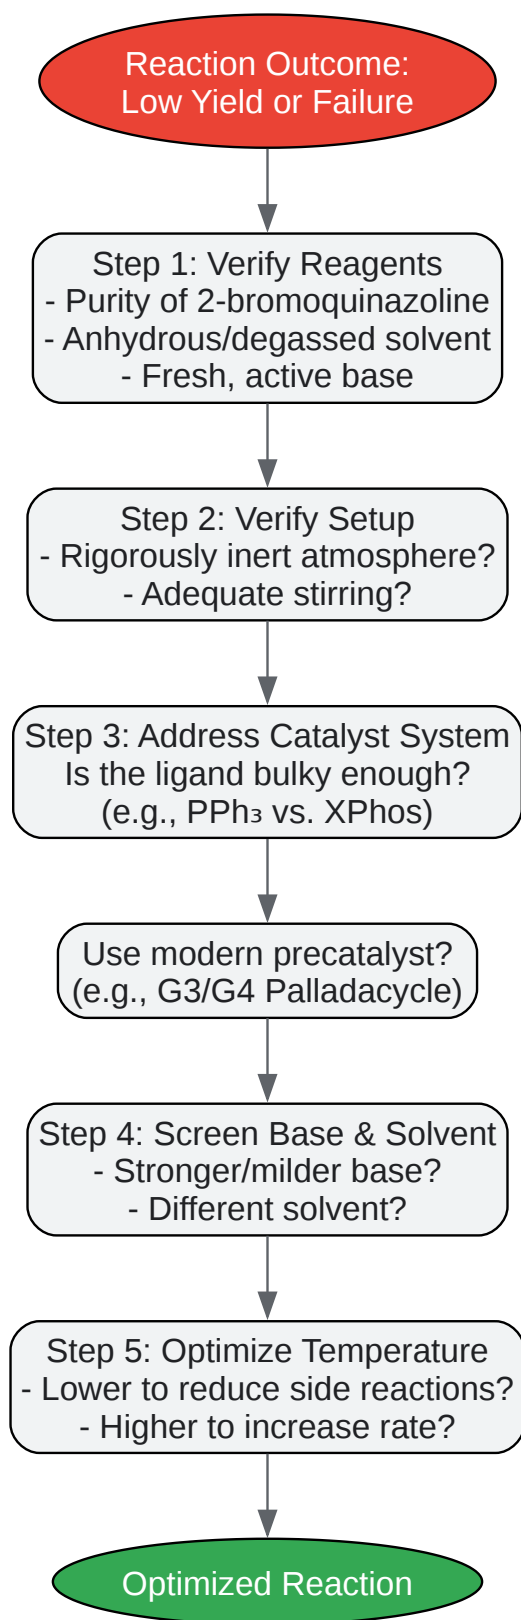 Reaction Outcome:
Low Yield or Failure
Step 1: Verify Reagents
- Purity of 2-bromoquinazoline
- Anhydrous/degassed solvent
- Fresh, active base
Step 2: Verify Setup
- Rigorously inert atmosphere?
- Adequate stirring?
Step 3: Address Catalyst System
Is the ligand bulky enough?
(e.g., PPh₃ vs. XPhos)
Use modern precatalyst?
(e.g., G3/G4 Palladacycle)
Step 4: Screen Base & Solvent
- Stronger/milder base?
- Different solvent?
Step 5: Optimize Temperature
- Lower to reduce side reactions?
- Higher to increase rate?
Optimized Reaction